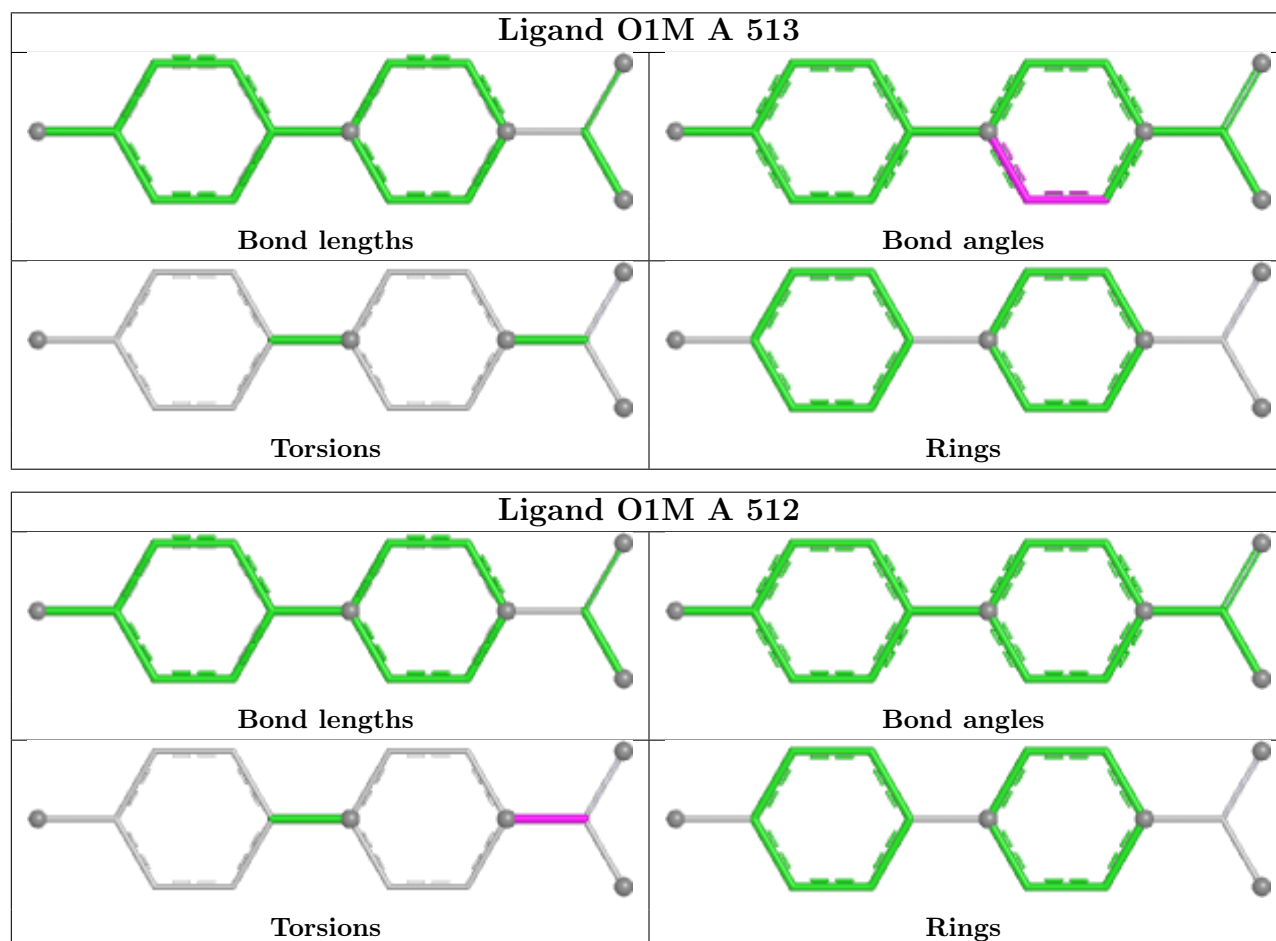 Ligand O1M A 513
Bond lengths
Bond angles
Torsions
Rings
Ligand O1M A 512
Bond lengths
Bond angles
Torsions
Rings